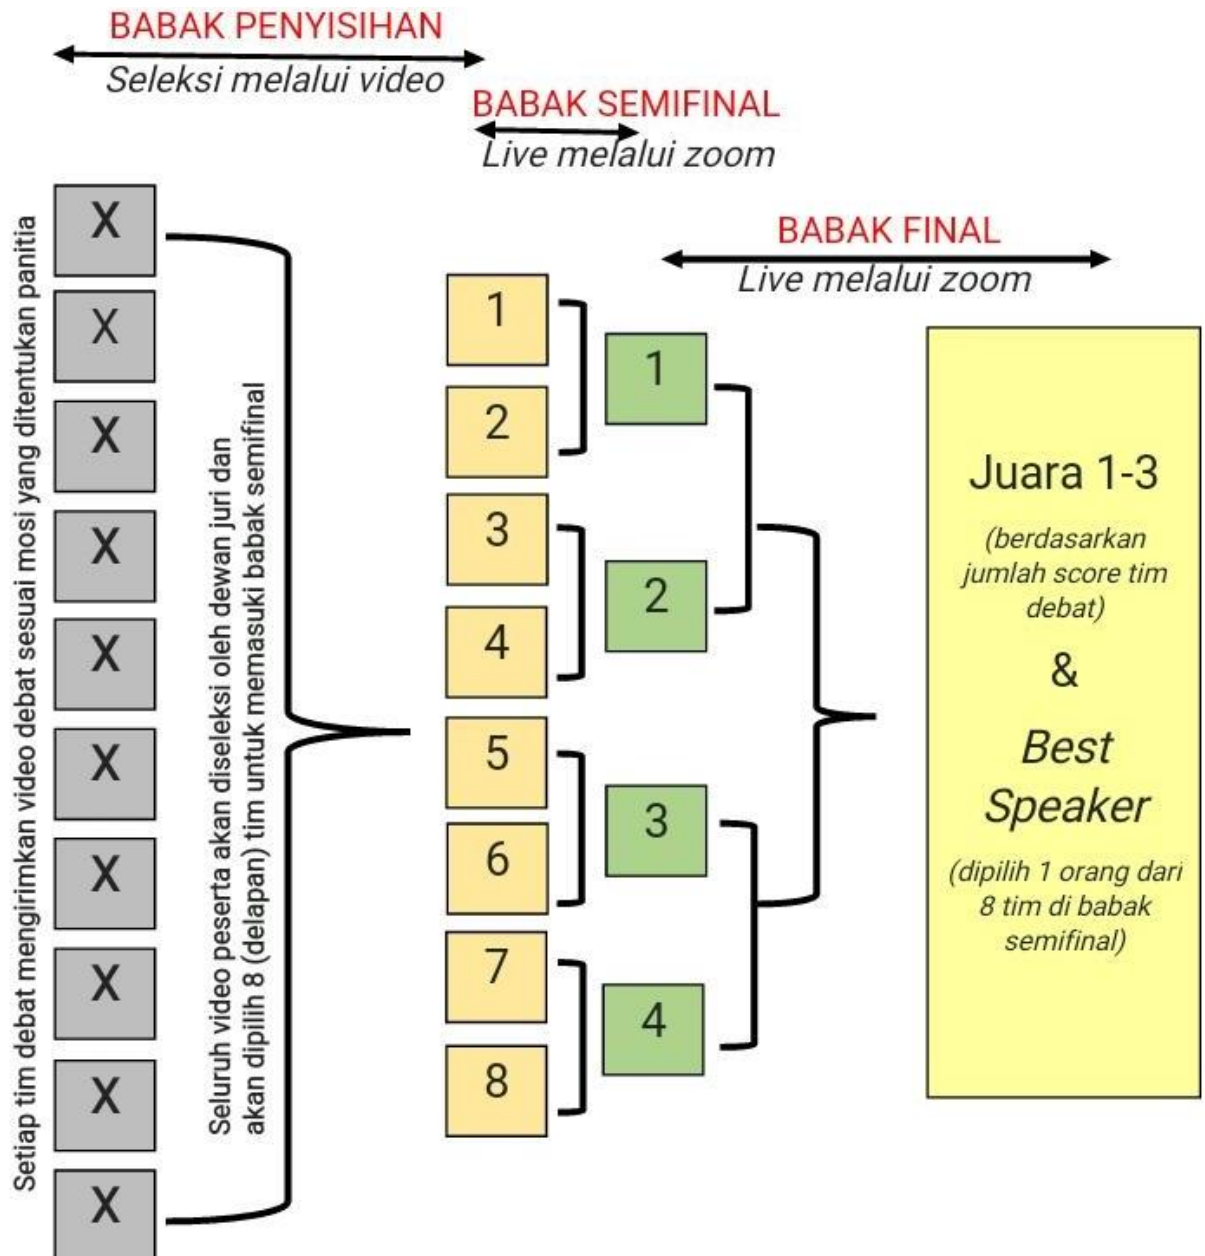 BABAK PENYISIHAN
Seleksi melalui video
BABAK SEMIFINAL
Live melalui zoom
BABAK FINAL
Live melalui zoom
Setiap tim debat mengirimkan video debat sesuai mosi yang ditentukan panitia
X
X
X
X
X
X
X
X
X
X
Seluruh video peserta akan diseleksi oleh dewan juri dan
akan dipilih 8 (delapan) tim untuk memasuki babak semifinal
1
2
3
4
5
6
7
8
1
2
3
4
Juara 1-3
(berdasarkan
jumlah score tim
debat)
&
Best
Speaker
(dipilih 1 orang dari
8 tim di babak
semifinal)